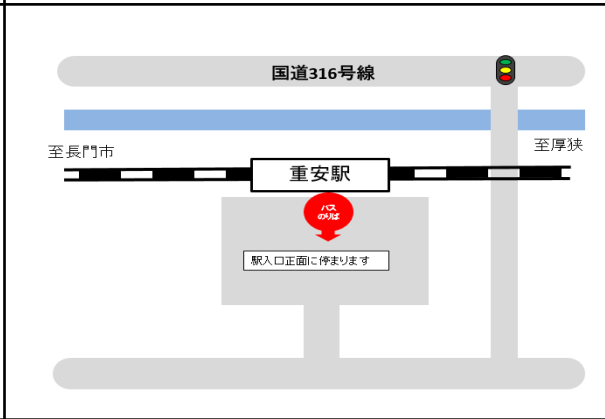 国道316号線
至長門市
至厚狭
重安駅
バス
のりば
駅入口正面に停まります